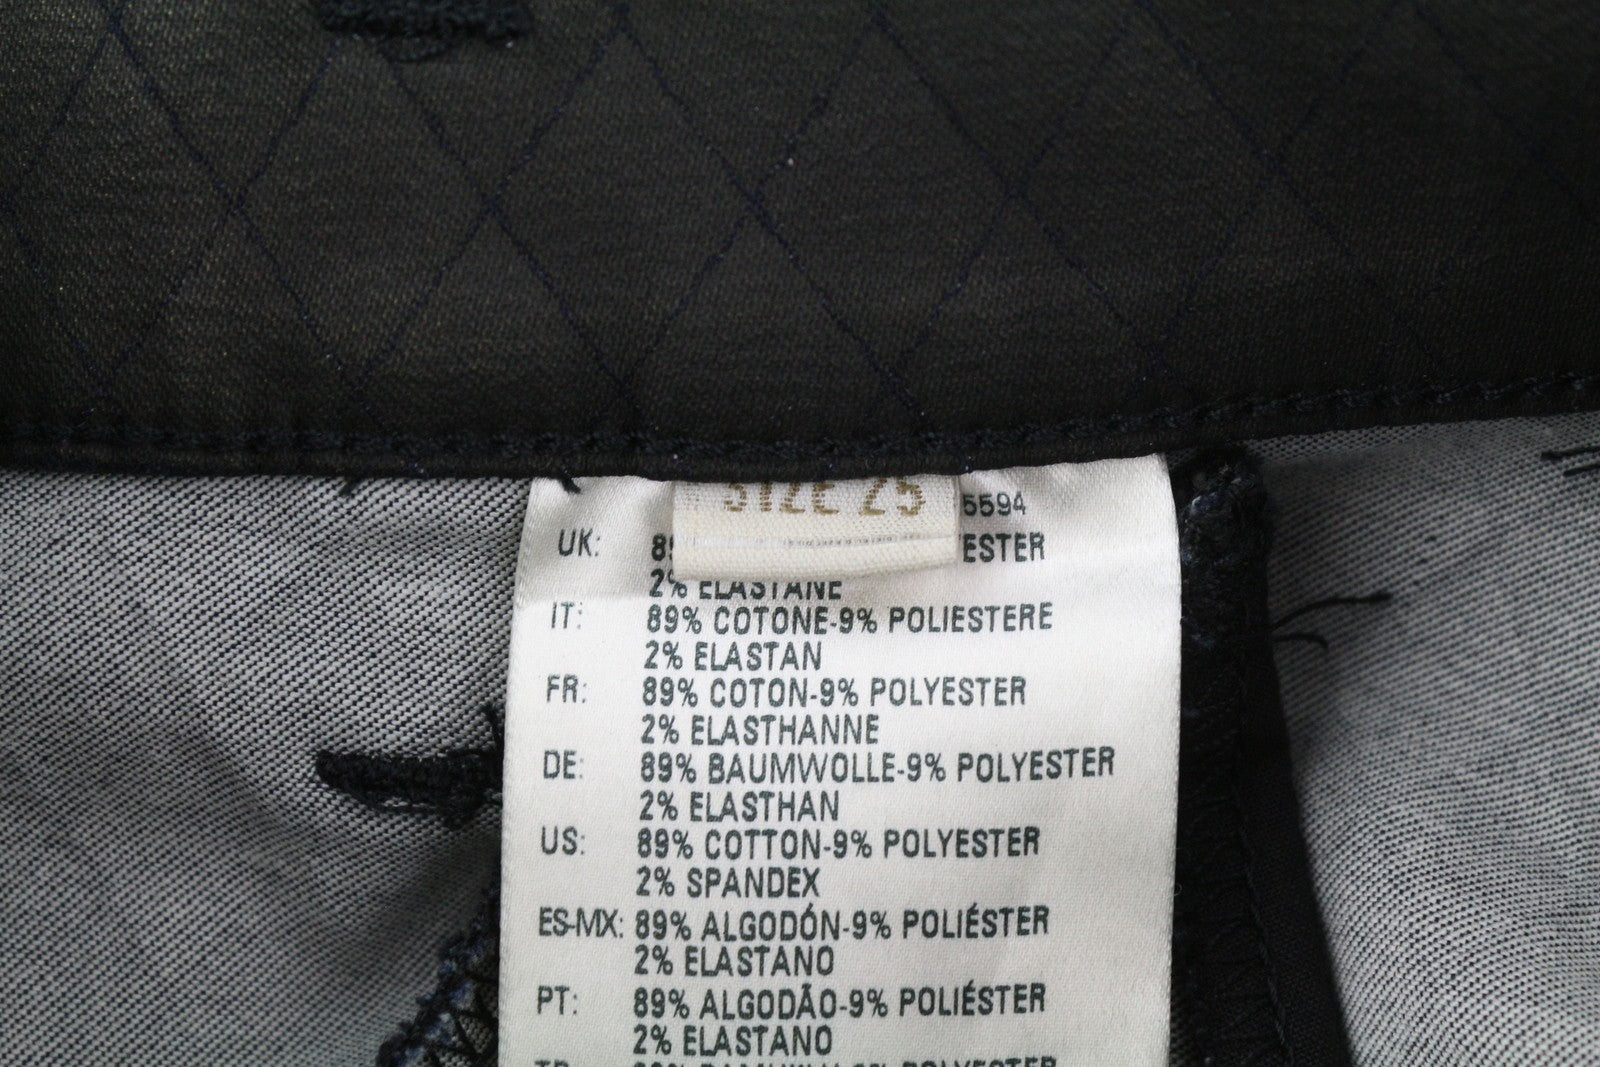 SIZE 25
5594
UK: 89 ESTER
2% ELASTANE
IT: 89% COTONE-9% POLIESTERE
2% ELASTAN
FR: 89% COTON-9% POLYESTER
2% ELASTHANNE
DE: 89% BAUMWOLLE-9% POLYESTER
2% ELASTHAN
US: 89% COTTON-9% POLYESTER
2% SPANDEX
ES-MX: 89% ALGODÓN-9% POLIÉSTER
2% ELASTANO
PT: 89% ALGODÃO-9% POLIÉSTER
2% ELASTANO